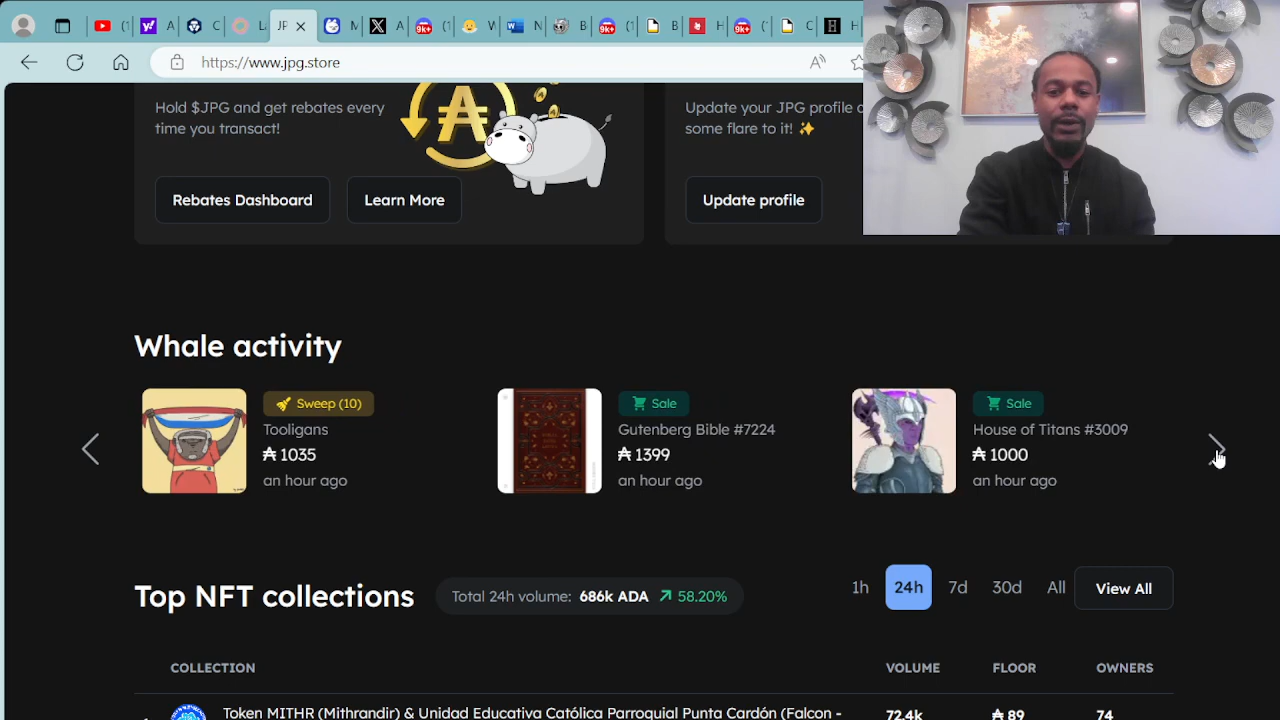 JP
https://www.jpg.store
Hold $JPG and get rebates every
time you transact!
Rebates Dashboard
Learn More
Update your JPG profile
some flare to it! ✨
Update profile
Whale activity
Sweep (10)
Tooligans
₳ 1035
an hour ago
Sale
Gutenberg Bible #7224
₳ 1399
an hour ago
Sale
House of Titans #3009
₳ 1000
an hour ago
Top NFT collections
Total 24h volume: 686k ADA 58.20%
1h 24h 7d 30d All View All
COLLECTION VOLUME FLOOR OWNERS
Token MITHR (Mithrandir) & Unidad Educativa Católica Parroquial Punta Cardón (Falcon - 72.4k ₳ 89 74